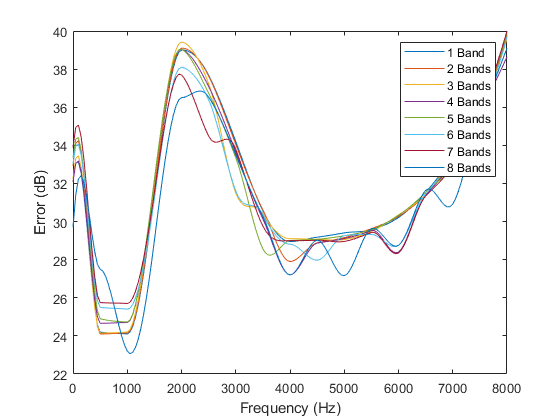 40
38
36
34
32
30
28
26
24
22
Error (dB)
0 1000 2000 3000 4000 5000 6000 7000 8000
Frequency (Hz)
1 Band
2 Bands
3 Bands
4 Bands
5 Bands
6 Bands
7 Bands
8 Bands